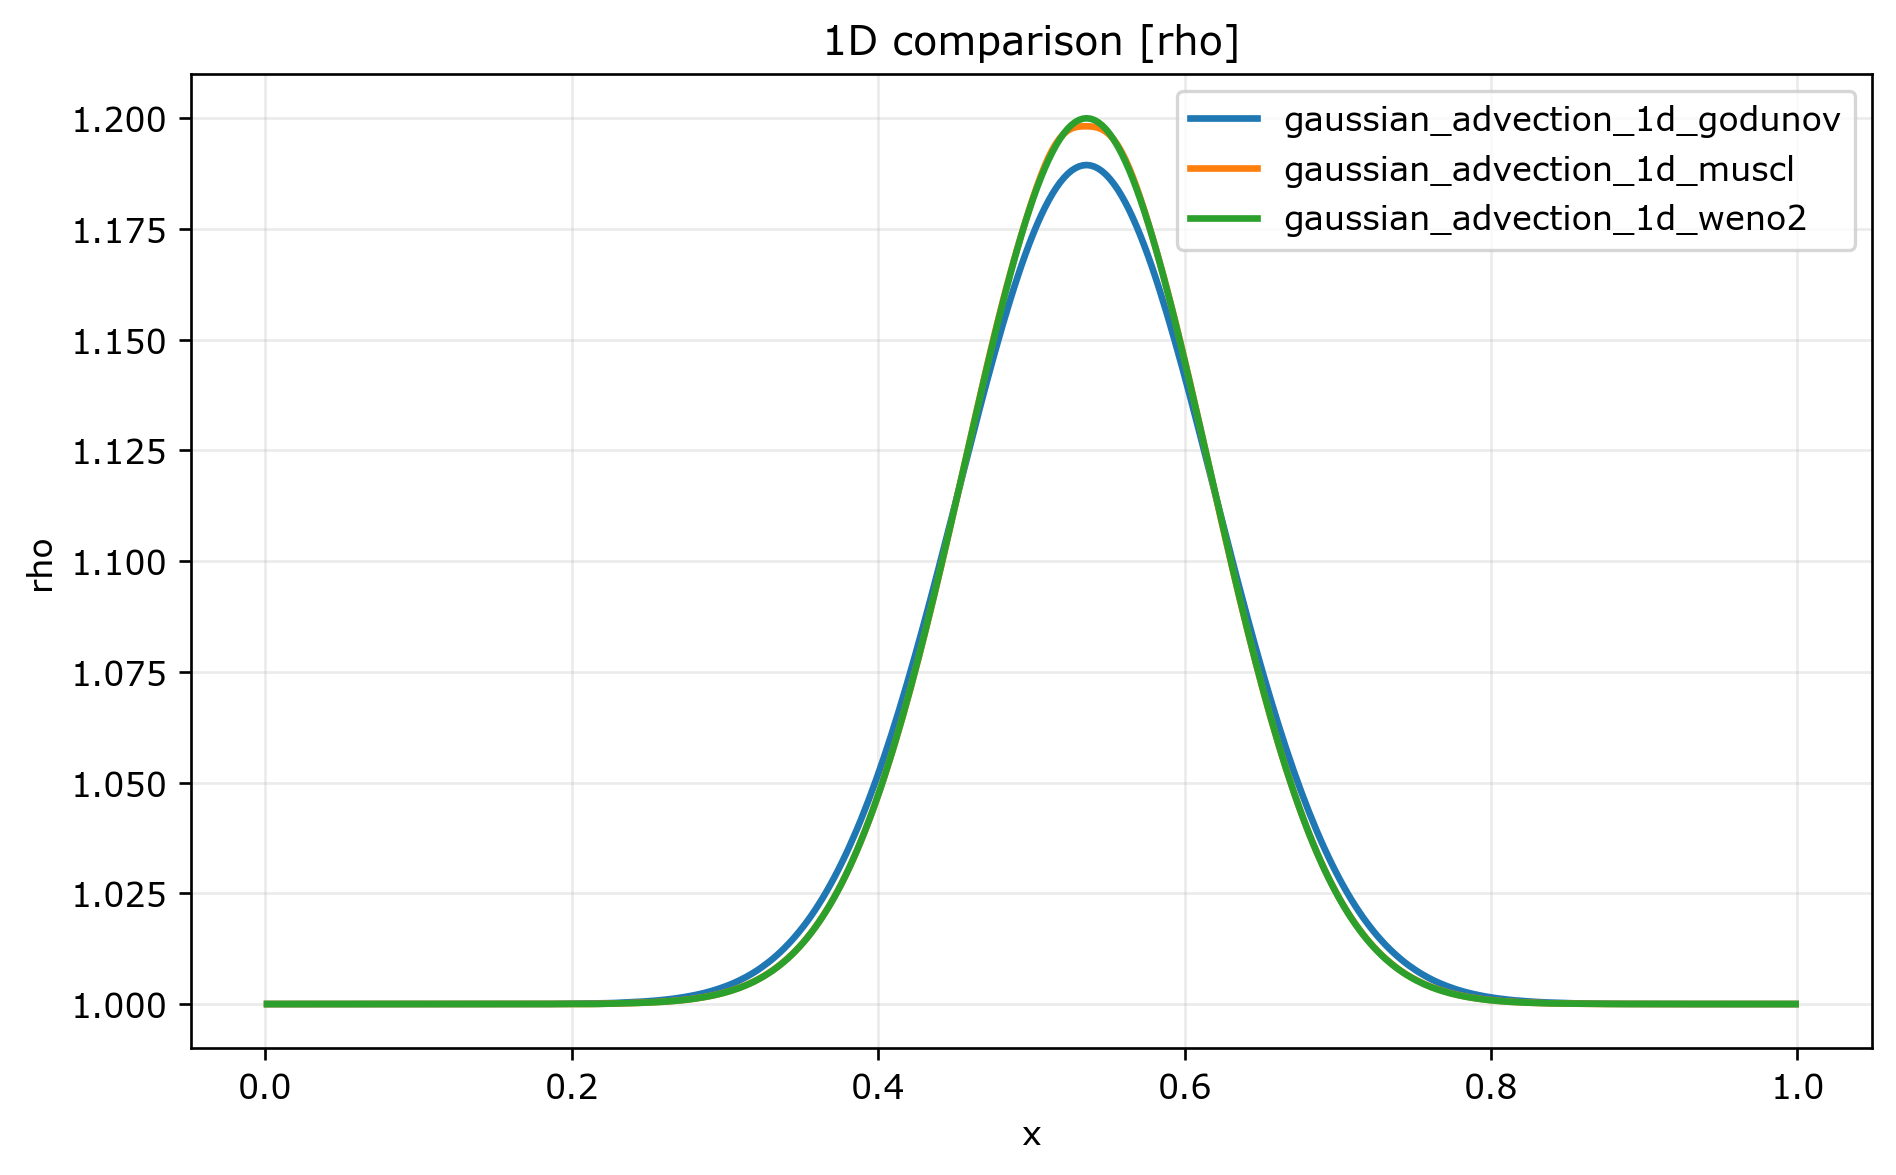 1D comparison [rho]
gaussian_advection_1d_godunov
gaussian_advection_1d_muscl
gaussian_advection_1d_weno2
1.200
1.175
1.150
1.125
1.100
1.075
1.050
1.025
1.000
rho
0.0 0.2 0.4 0.6 0.8 1.0
x